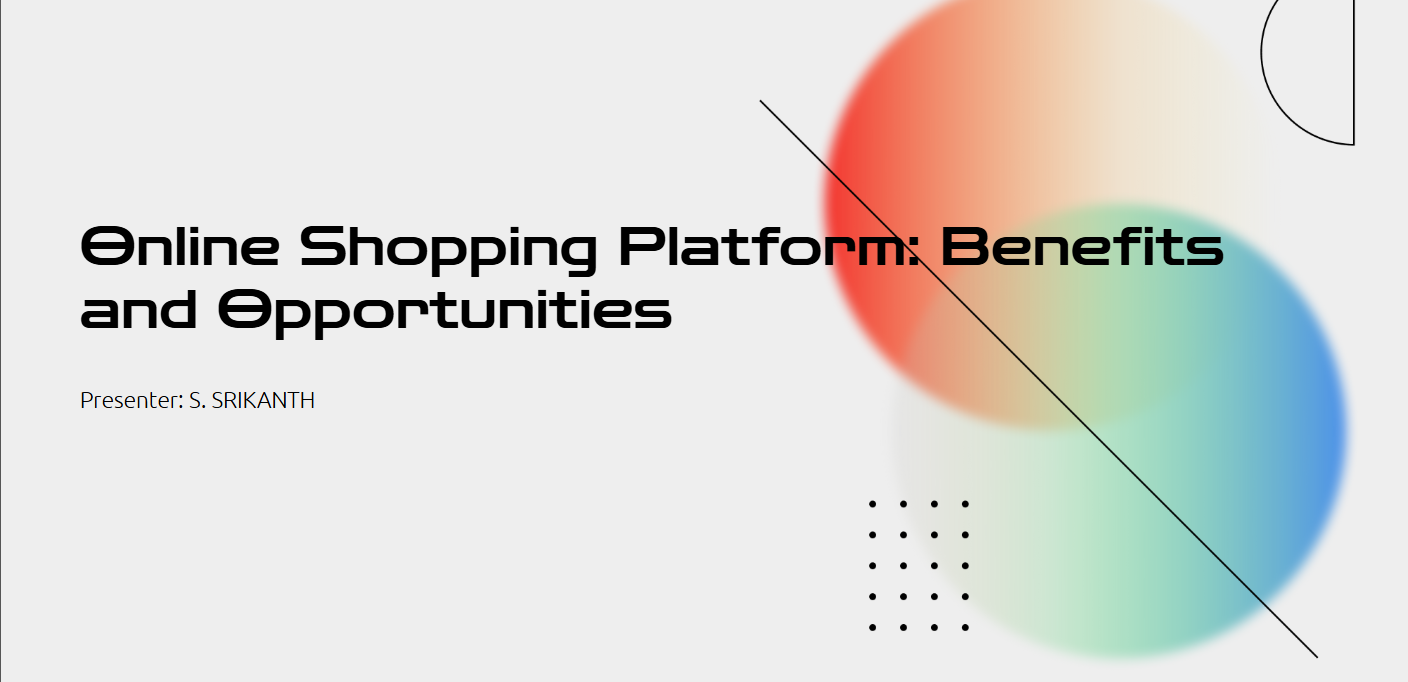 Online Shopping Platform: Benefits
and Opportunities
Presenter: S. SRIKANTH